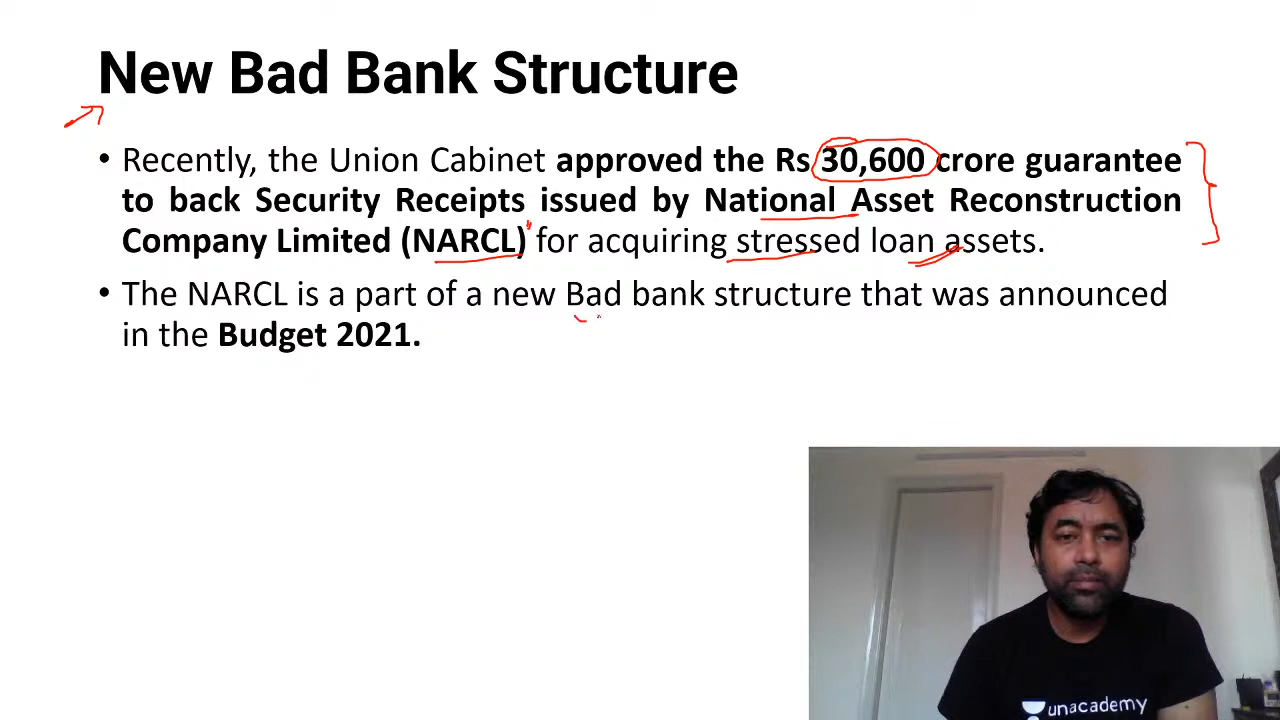 New Bad Bank Structure
• Recently, the Union Cabinet approved the Rs 30,600 crore guarantee
to back Security Receipts issued by National Asset Reconstruction
Company Limited (NARCL) for acquiring stressed loan assets.
• The NARCL is a part of a new Bad bank structure that was announced
in the Budget 2021.
unacademy